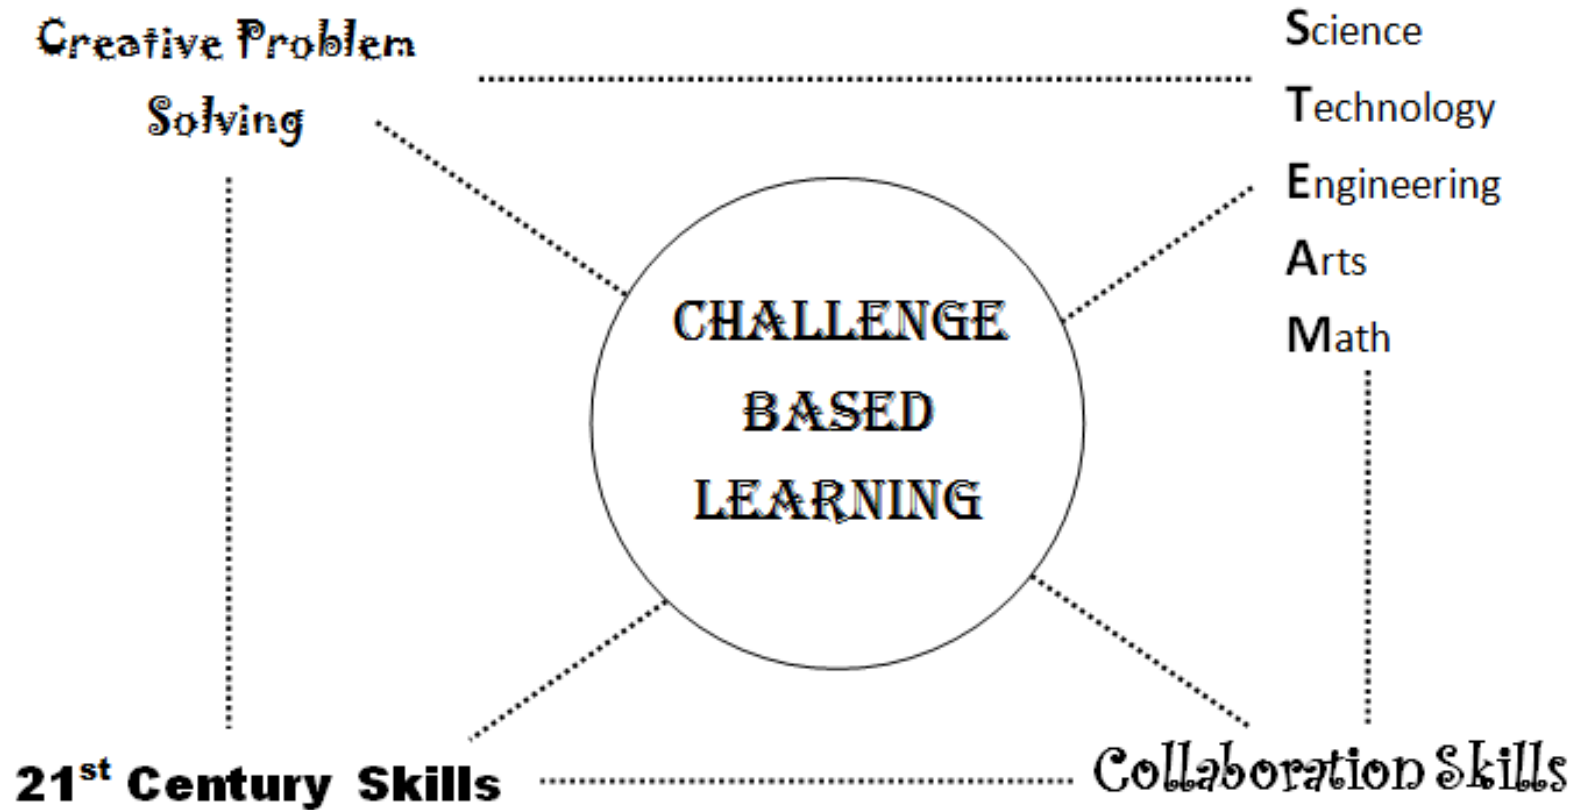 Creative Problem
Solving
Science
Technology
Engineering
Arts
Math
CHALLENGE
BASED
LEARNING
21st Century Skills
Collaboration Skills